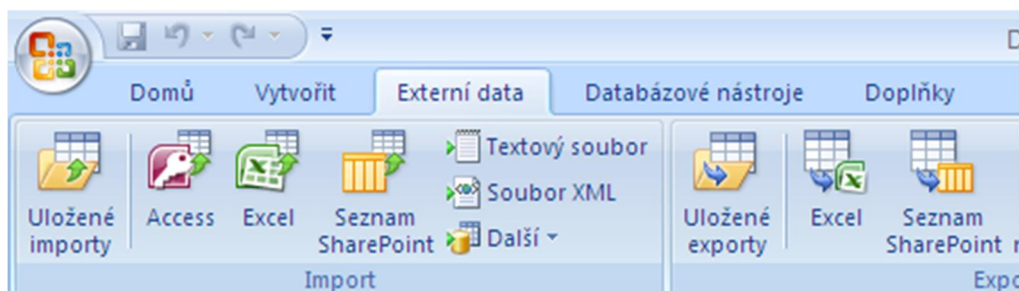 Domů Vytvořit Externí data Databázové nástroje Doplňky
Uložené importy
Access
Excel
Seznam SharePoint
Textový soubor
Soubor XML
Další
Import
Uložené exporty
Excel
Seznam SharePoint